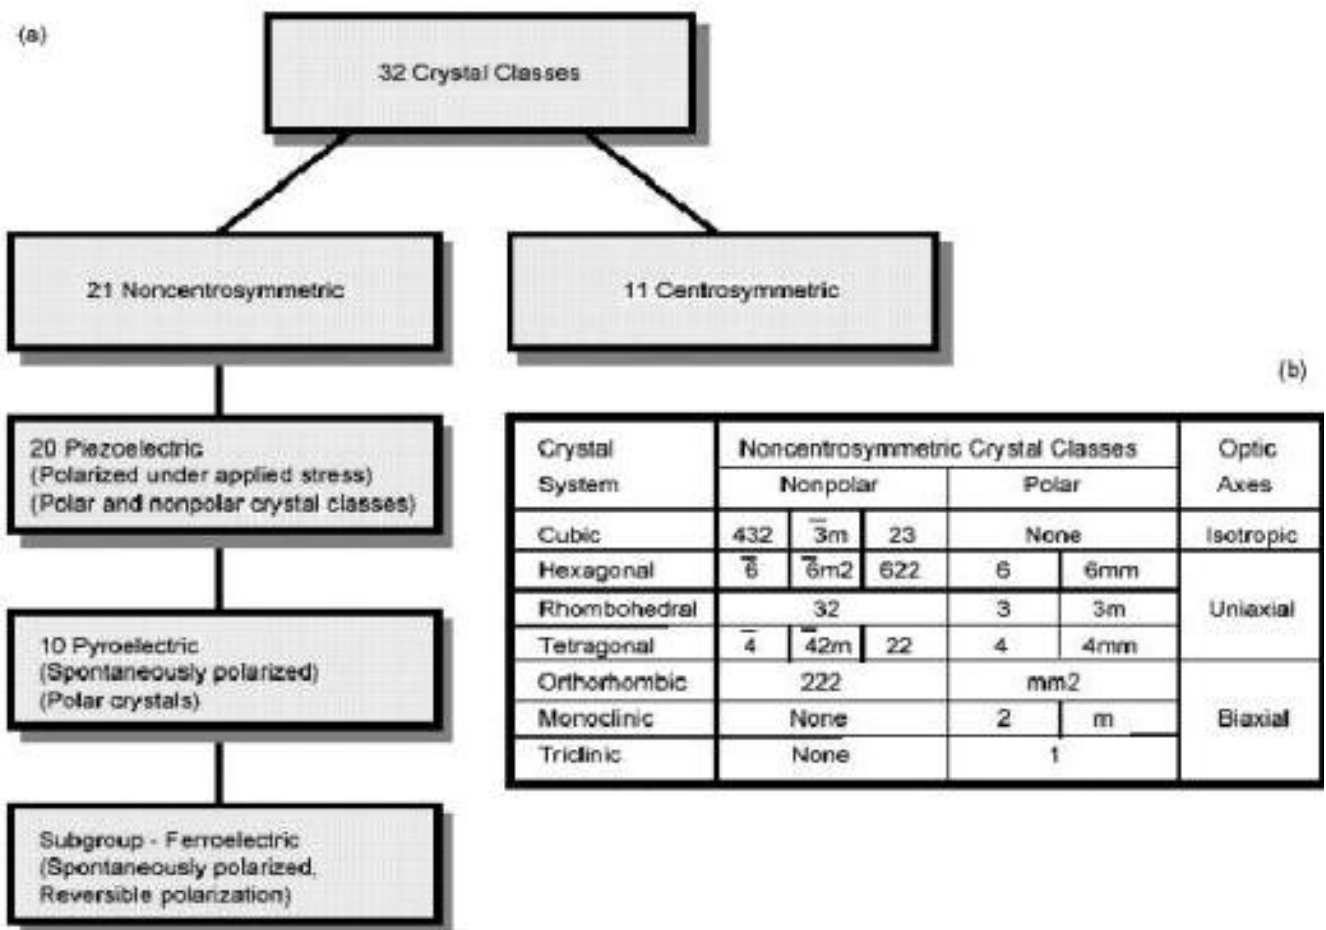 (a)
32 Crystal Classes
21 Noncentrosymmetric
11 Centrosymmetric
20 Piezoelectric
(Polarized under applied stress)
(Polar and nonpolar crystal classes)
10 Pyroelectric
(Spontaneously polarized)
(Polar crystals)
Subgroup - Ferroelectric
(Spontaneously polarized,
Reversible polarization)
(b)
Crystal System Noncentrosymmetric Crystal Classes Optic Axes
Nonpolar Polar
Cubic 432 3̅m 23 None Isotropic
Hexagonal 6̅ 6̅m2 622 6 6mm
Rhombohedral 32 3 3m Uniaxial
Tetragonal 4̅ 4̅2m 22 4 4mm
Orthorhombic 222 mm2
Monoclinic None 2 m Biaxial
Triclinic None 1